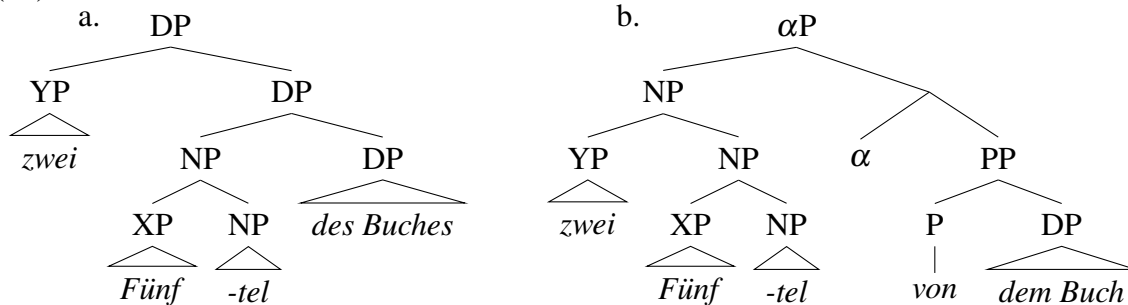 a. DP b. αP
YP DP NP
zwei NP DP YP NP α PP
XP NP des Buches zwei XP NP P DP
Fünf -tel Fünf -tel von dem Buch